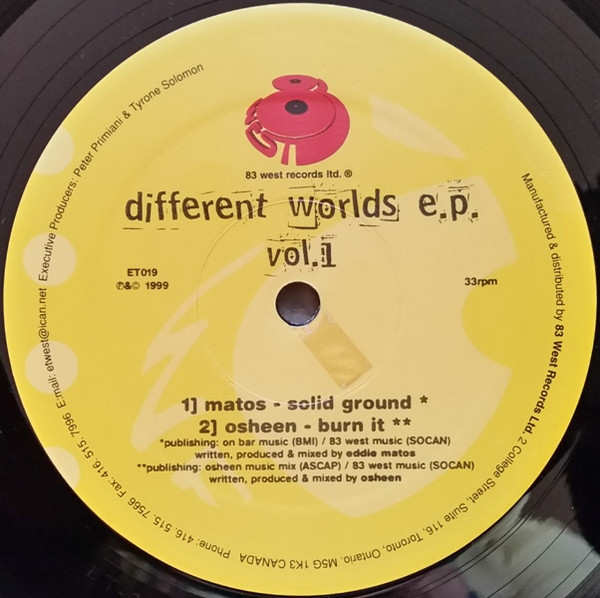 WEST
83 west records ltd. ®
different worlds e.p.
vol.1
ET019
℗&© 1999
33rpm
1] matos - solid ground *
2] osheen - burn it **
*publishing: on bar music (BMI) / 83 west music (SOCAN)
written, produced & mixed by eddie matos
**publishing: osheen music mix (ASCAP) / 83 west music (SOCAN)
written, produced & mixed by osheen
Manufactured & distributed by 83 West Records Ltd. 2 College Street, Suite 116, Toronto, Ontario. M5G 1K3 CANADA Phone: 416. 515. 7566 Fax: 416. 515. 7996 E:mail: etwest@ican.net Executive Producers: Peter Primiani & Tyrone Solomon